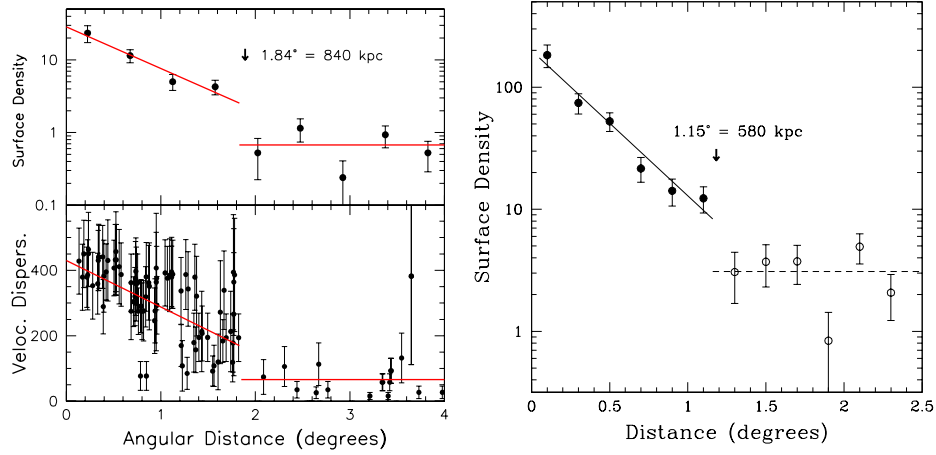 Surface Density
10
1
0.1
1.84° = 840 kpc
Veloc. Dispers.
400
200
0
0 1 2 3 4
Angular Distance (degrees)
Surface Density
100
10
1
1.15° = 580 kpc
0 0.5 1 1.5 2 2.5
Distance (degrees)